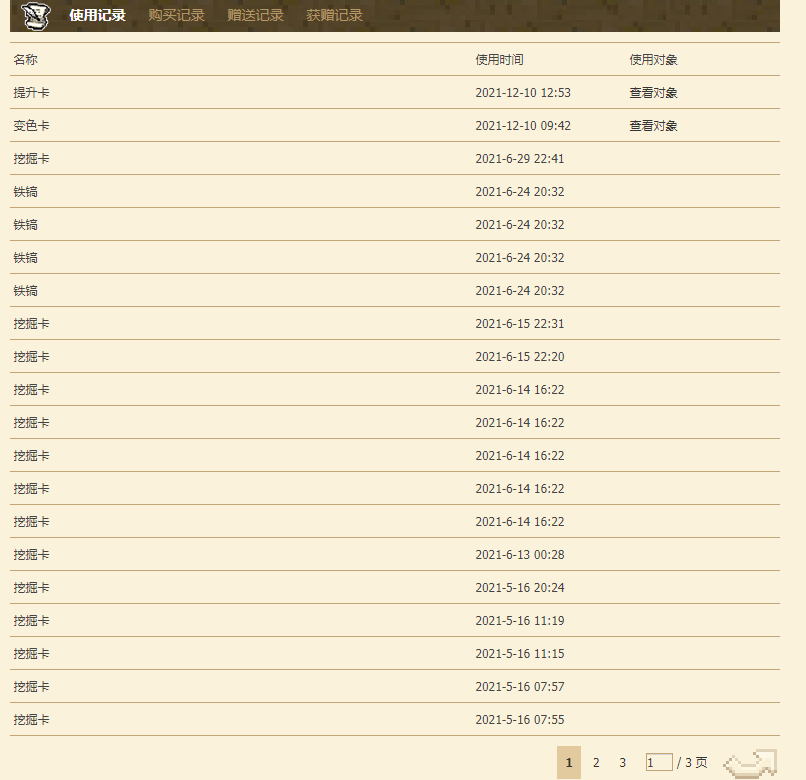 使用记录 购买记录 赠送记录 获赠记录
名称 使用时间 使用对象
提升卡 2021-12-10 12:53 查看对象
变色卡 2021-12-10 09:42 查看对象
挖掘卡 2021-6-29 22:41
铁镐 2021-6-24 20:32
铁镐 2021-6-24 20:32
铁镐 2021-6-24 20:32
铁镐 2021-6-24 20:32
挖掘卡 2021-6-15 22:31
挖掘卡 2021-6-15 22:20
挖掘卡 2021-6-14 16:22
挖掘卡 2021-6-14 16:22
挖掘卡 2021-6-14 16:22
挖掘卡 2021-6-14 16:22
挖掘卡 2021-6-14 16:22
挖掘卡 2021-6-13 00:28
挖掘卡 2021-5-16 20:24
挖掘卡 2021-5-16 11:19
挖掘卡 2021-5-16 11:15
挖掘卡 2021-5-16 07:57
挖掘卡 2021-5-16 07:55
1 2 3 1 / 3 页